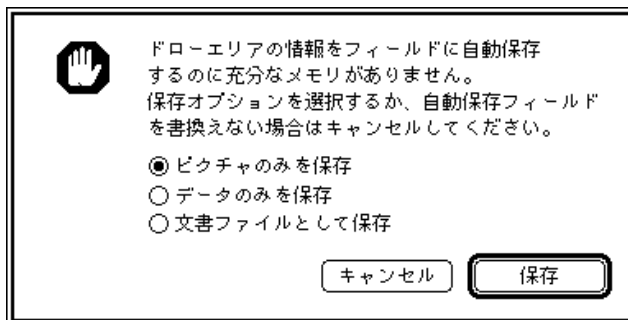 ドローエリアの情報をフィールドに自動保存
するのに充分なメモリがありません。
保存オプションを選択するか、自動保存フィールド
を書換えない場合はキャンセルしてください。
ピクチャのみを保存
データのみを保存
文書ファイルとして保存
キャンセル 保存